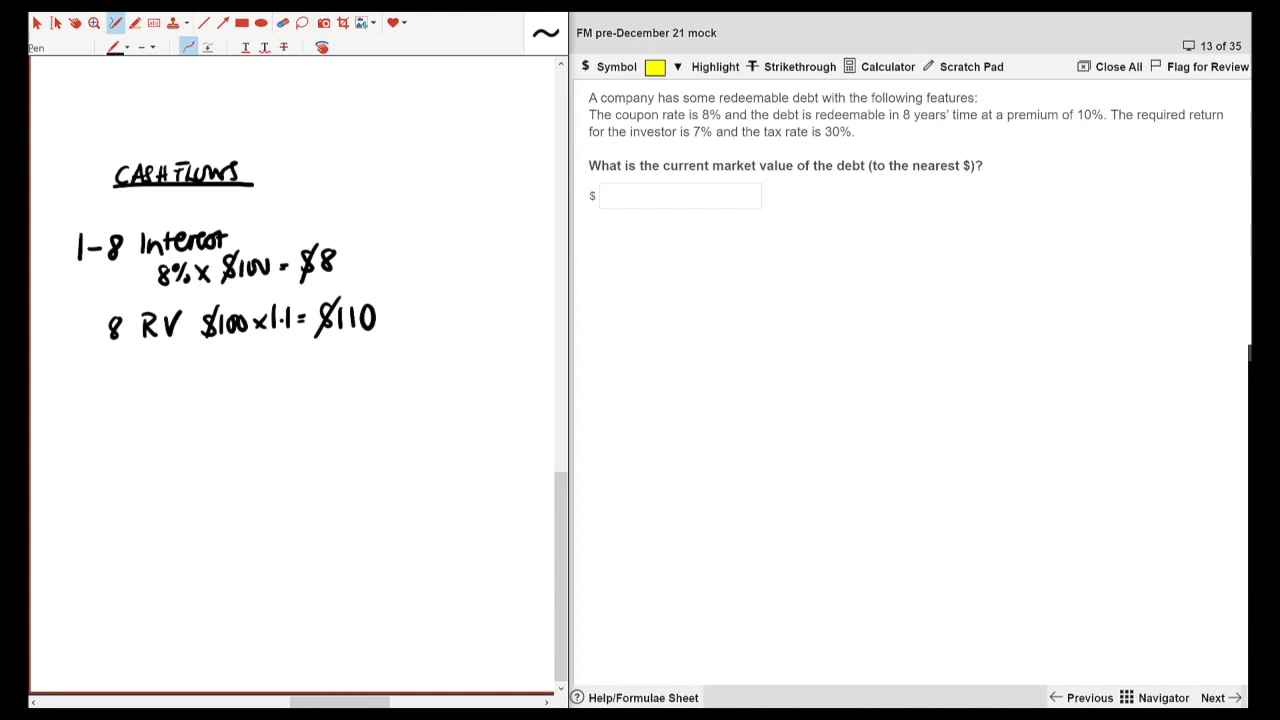 Pen
CASH FLOWS
1-8 Interest
8% x $100 = $8
8 RV $100 x 1.1 = $110
FM pre-December 21 mock
13 of 35
$ Symbol Highlight Strikethrough Calculator Scratch Pad Close All Flag for Review
A company has some redeemable debt with the following features:
The coupon rate is 8% and the debt is redeemable in 8 years' time at a premium of 10%. The required return
for the investor is 7% and the tax rate is 30%.
What is the current market value of the debt (to the nearest $)?
$
Help/Formulae Sheet Previous Navigator Next